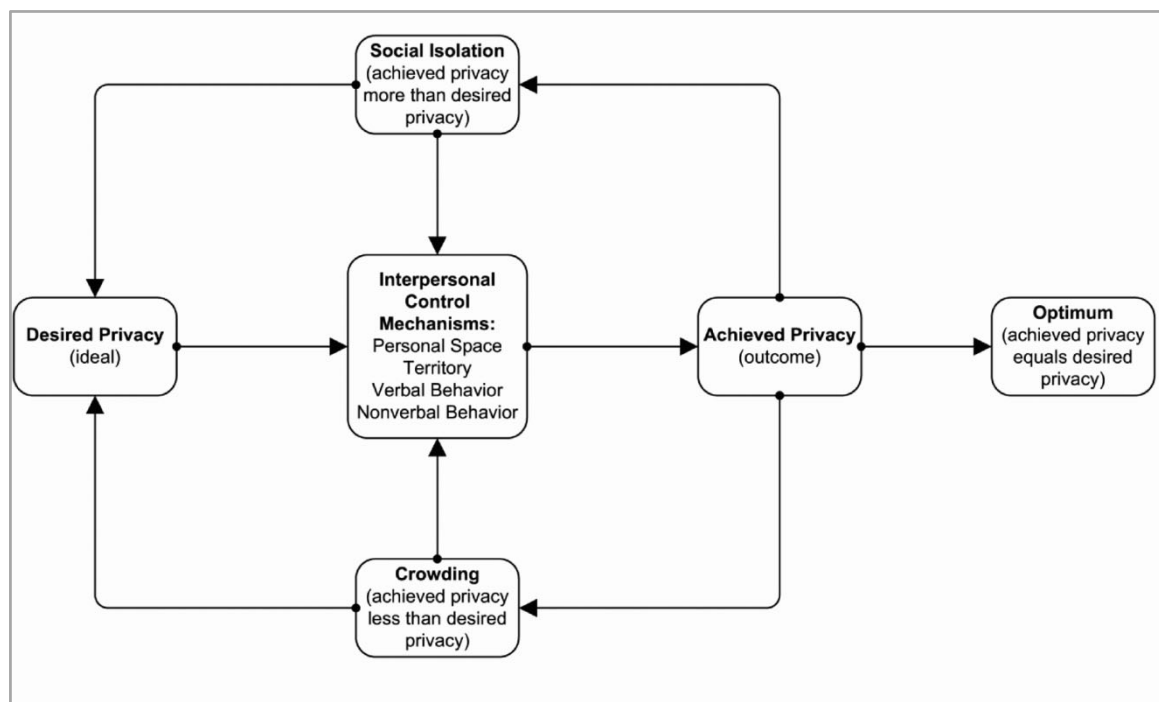 Social Isolation
(achieved privacy
more than desired
privacy)
Desired Privacy
(ideal)
Interpersonal
Control
Mechanisms:
Personal Space
Territory
Verbal Behavior
Nonverbal Behavior
Achieved Privacy
(outcome)
Optimum
(achieved privacy
equals desired
privacy)
Crowding
(achieved privacy
less than desired
privacy)